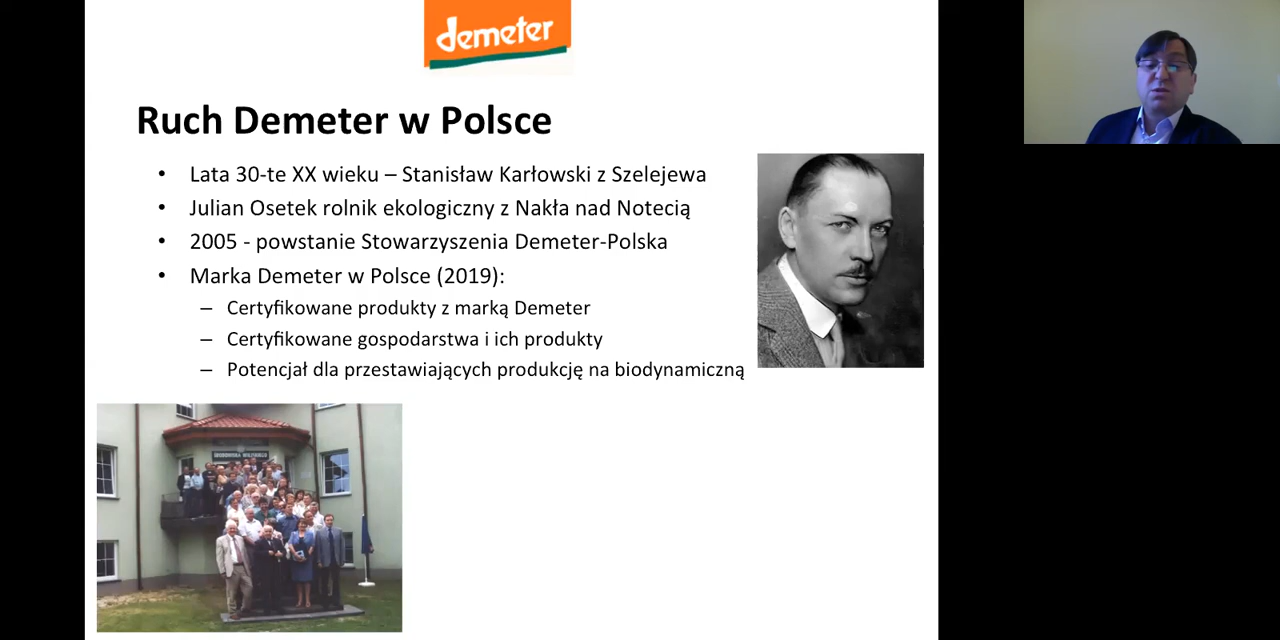 demeter
Ruch Demeter w Polsce
• Lata 30-te XX wieku – Stanisław Karłowski z Szelejewa
• Julian Osetek rolnik ekologiczny z Nakła nad Notecią
• 2005 - powstanie Stowarzyszenia Demeter-Polska
• Marka Demeter w Polsce (2019):
– Certyfikowane produkty z marką Demeter
– Certyfikowane gospodarstwa i ich produkty
– Potencjał dla przestawiających produkcję na biodynamiczną